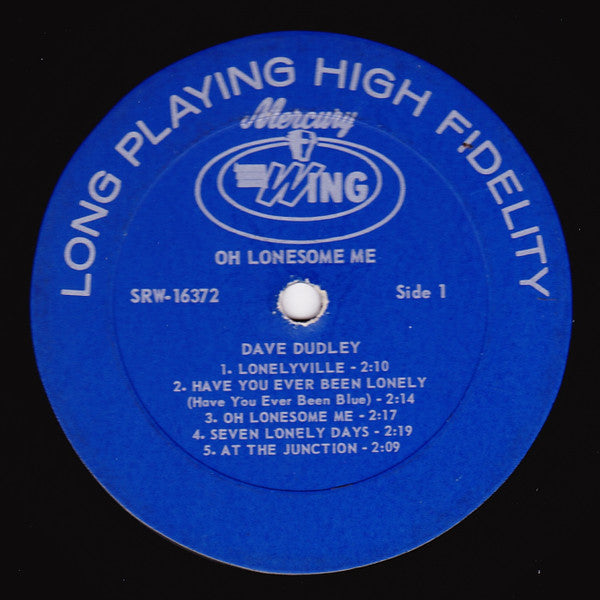 LONG PLAYING HIGH FIDELITY
Mercury
WING
OH LONESOME ME
SRW-16372
Side 1
DAVE DUDLEY
1. LONELYVILLE - 2:10
2. HAVE YOU EVER BEEN LONELY
(Have You Ever Been Blue) - 2:14
3. OH LONESOME ME - 2:17
4. SEVEN LONELY DAYS - 2:19
5. AT THE JUNCTION - 2:09